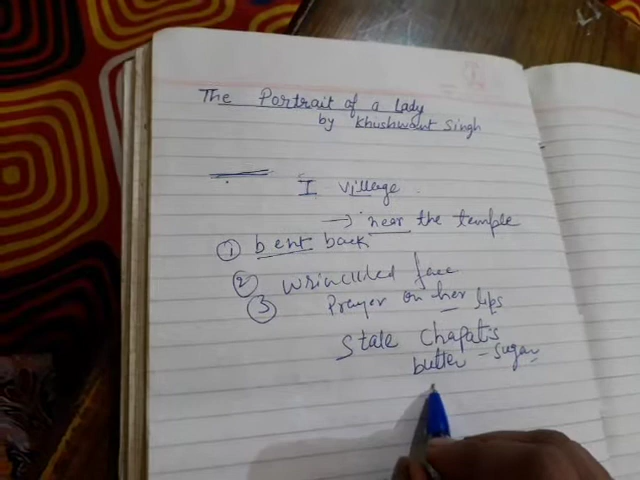 The Portrait of a Lady
by Khushwant Singh
I Village
→ near the temple
① bent back
② wrinculed face
③ Prayer on her lips
Stale Chapatis
butter - sugar